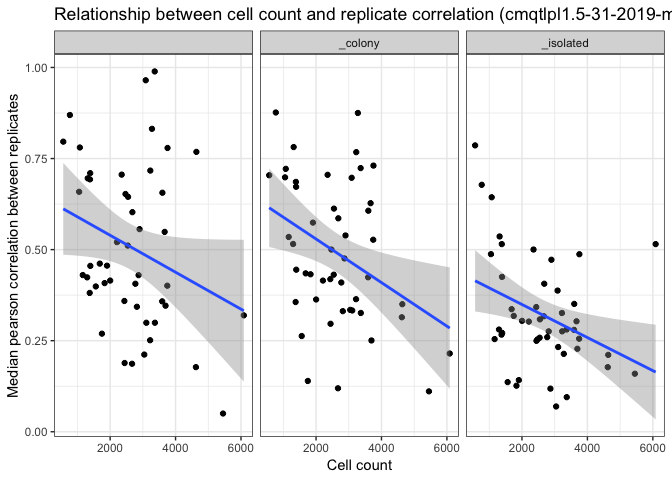 Relationship between cell count and replicate correlation (cmqtlpl1.5-31-2019-m
_colony
_isolated
Median pearson correlation between replicates
1.00
0.75
0.50
0.25
0.00
2000 4000 6000 2000 4000 6000 2000 4000 6000
Cell count